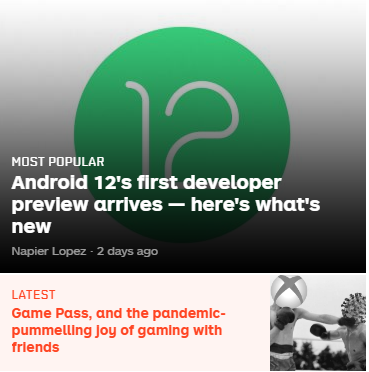 12
MOST POPULAR
Android 12's first developer
preview arrives — here's what's
new
Napier Lopez · 2 days ago
LATEST
Game Pass, and the pandemic-
pummelling joy of gaming with
friends